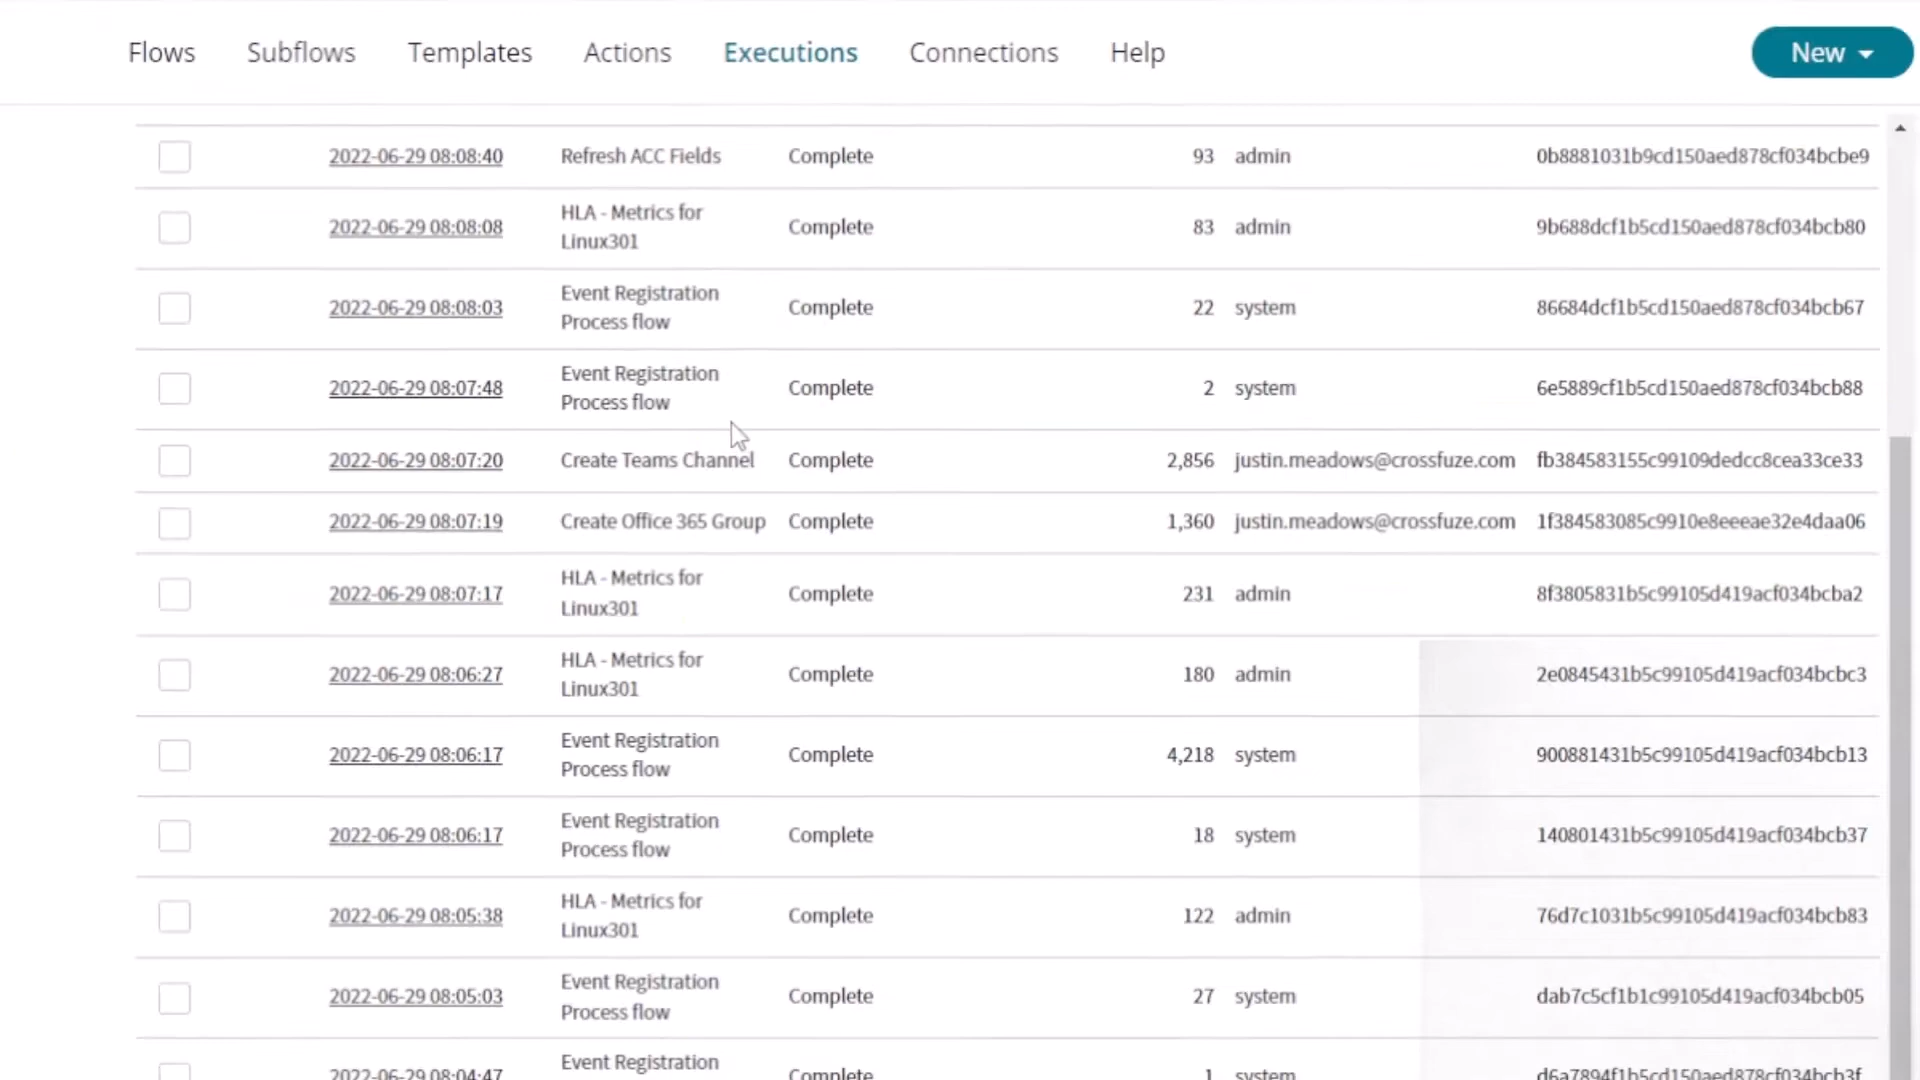 Flows Subflows Templates Actions Executions Connections Help New
2022-06-29 08:08:40 Refresh ACC Fields Complete 93 admin 0b8881031b9cd150aed878cf034bcbe9
2022-06-29 08:08:08 HLA - Metrics for Linux301 Complete 83 admin 9b688dcf1b5cd150aed878cf034bcb80
2022-06-29 08:08:03 Event Registration Process flow Complete 22 system 86684dcf1b5cd150aed878cf034bcb67
2022-06-29 08:07:48 Event Registration Process flow Complete 2 system 6e5889cf1b5cd150aed878cf034bcb88
2022-06-29 08:07:20 Create Teams Channel Complete 2,856 justin.meadows@crossfuze.com fb384583155c99109dedcc8cea33ce33
2022-06-29 08:07:19 Create Office 365 Group Complete 1,360 justin.meadows@crossfuze.com 1f384583085c9910e8eeeae32e4daa06
2022-06-29 08:07:17 HLA - Metrics for Linux301 Complete 231 admin 8f3805831b5c99105d419acf034bcba2
2022-06-29 08:06:27 HLA - Metrics for Linux301 Complete 180 admin 2e0845431b5c99105d419acf034bcbc3
2022-06-29 08:06:17 Event Registration Process flow Complete 4,218 system 900881431b5c99105d419acf034bcb13
2022-06-29 08:06:17 Event Registration Process flow Complete 18 system 140801431b5c99105d419acf034bcb37
2022-06-29 08:05:38 HLA - Metrics for Linux301 Complete 122 admin 76d7c1031b5c99105d419acf034bcb83
2022-06-29 08:05:03 Event Registration Process flow Complete 27 system dab7c5cf1b1c99105d419acf034bcb05
2022-06-29 08:04:47 Event Registration Complete 1 system d6a7894f1b5cd150aed878cf034bcb3f